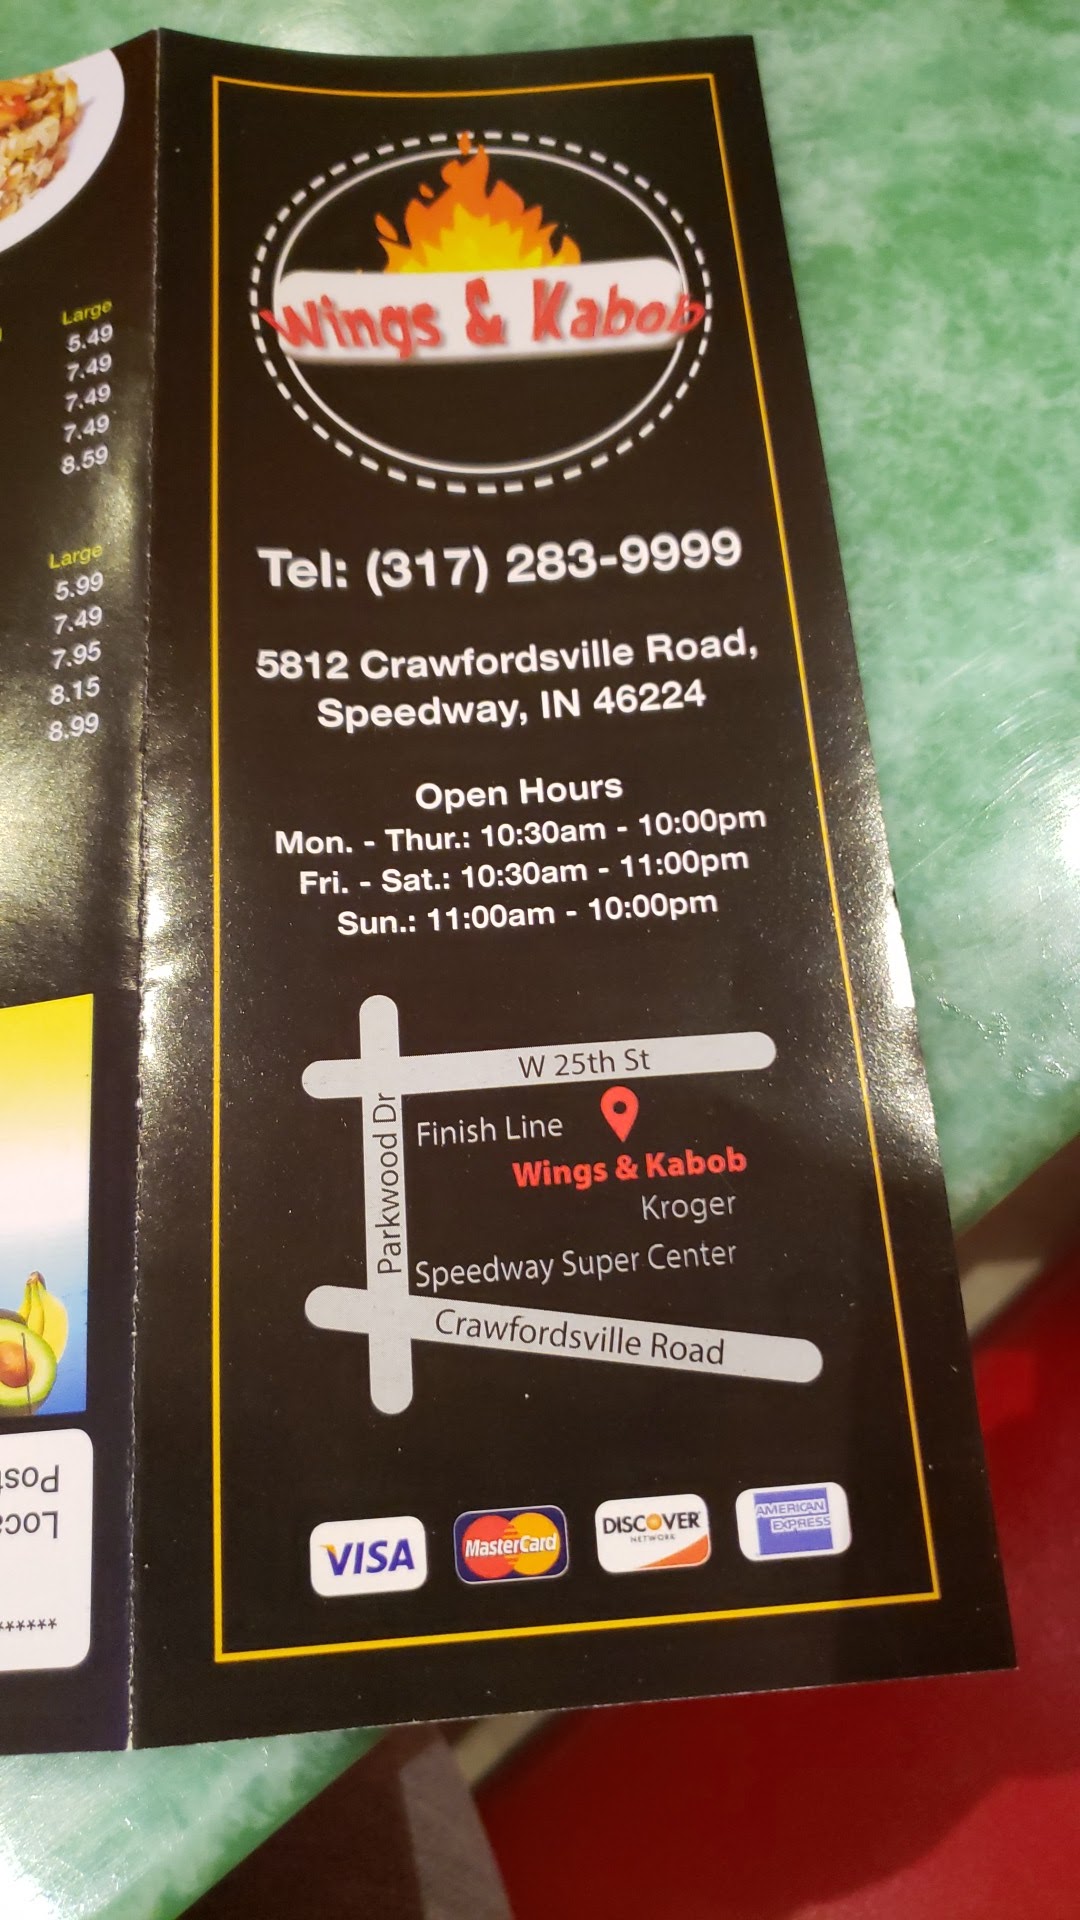 Large
5.49
7.49
7.49
7.49
8.59
Large
5.99
7.49
7.95
8.15
8.99
******
Wings & Kabob
Tel: (317) 283-9999
5812 Crawfordsville Road,
Speedway, IN 46224
Open Hours
Mon. - Thur.: 10:30am - 10:00pm
Fri. - Sat.: 10:30am - 11:00pm
Sun.: 11:00am - 10:00pm
W 25th St
Parkwood Dr
Finish Line
Wings & Kabob
Kroger
Speedway Super Center
Crawfordsville Road
VISA
MasterCard
DISCOVER
NETWORK
AMERICAN
EXPRESS